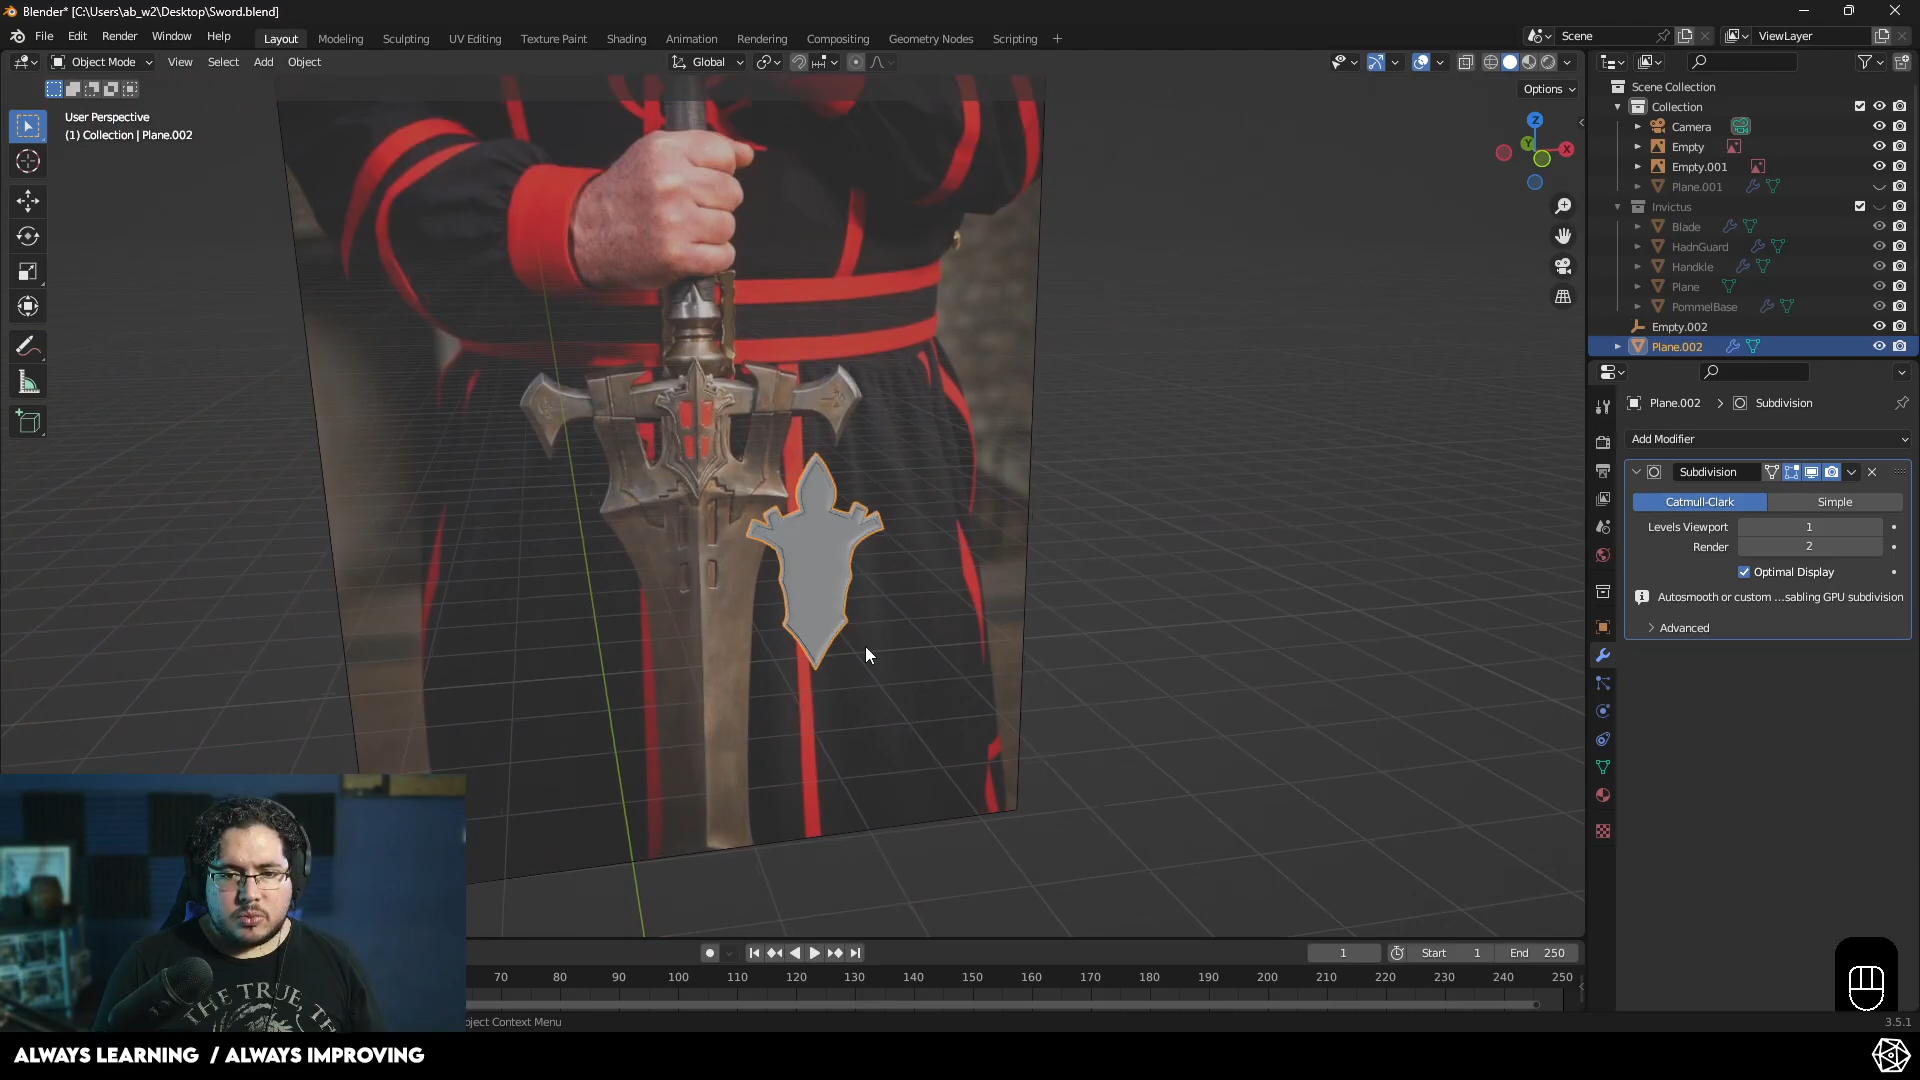 Blender* [C:\Users\ab_w2\Desktop\Sword.blend]
File Edit Render Window Help Layout Modeling Sculpting UV Editing Texture Paint Shading Animation Rendering Compositing Geometry Nodes Scripting + Scene ViewLayer
Object Mode View Select Add Object Global
Options
User Perspective
(1) Collection | Plane.002
Z
Y
X
Scene Collection
Collection
Camera
Empty
Empty.001
Plane.001
Invictus
Blade
HadnGuard
Handkle
Plane
PommelBase
Empty.002
Plane.002
Plane.002 > Subdivision
Add Modifier
Subdivision
Catmull-Clark Simple
Levels Viewport 1
Render 2
Optimal Display
Autosmooth or custom ...sabling GPU subdivision
Advanced
1 Start 1 End 250
70 80 90 100 110 120 130 140 150 160 170 180 190 200 210 220 230 240 250
oject Context Menu
3.5.1
THE TRUE, TH
ALWAYS LEARNING / ALWAYS IMPROVING